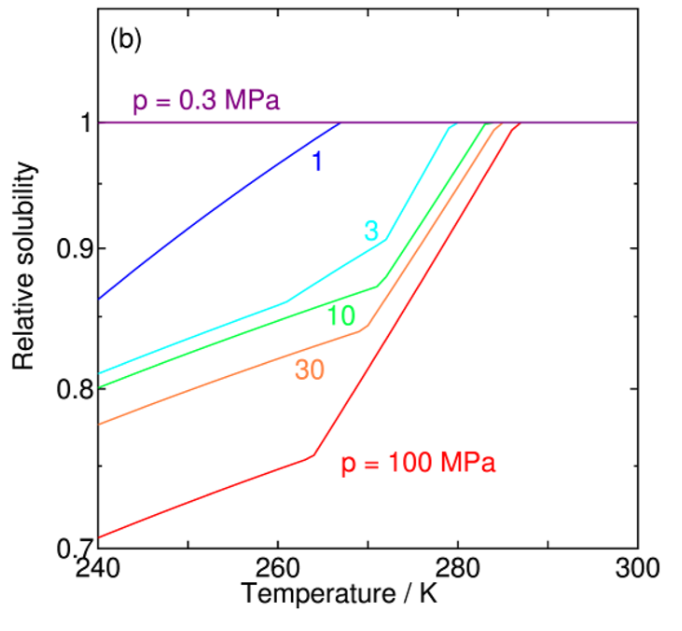 (b)
p = 0.3 MPa
1
1
Relative solubility
3
0.9
10
30
0.8
p = 100 MPa
0.7
240 260 280 300
Temperature / K